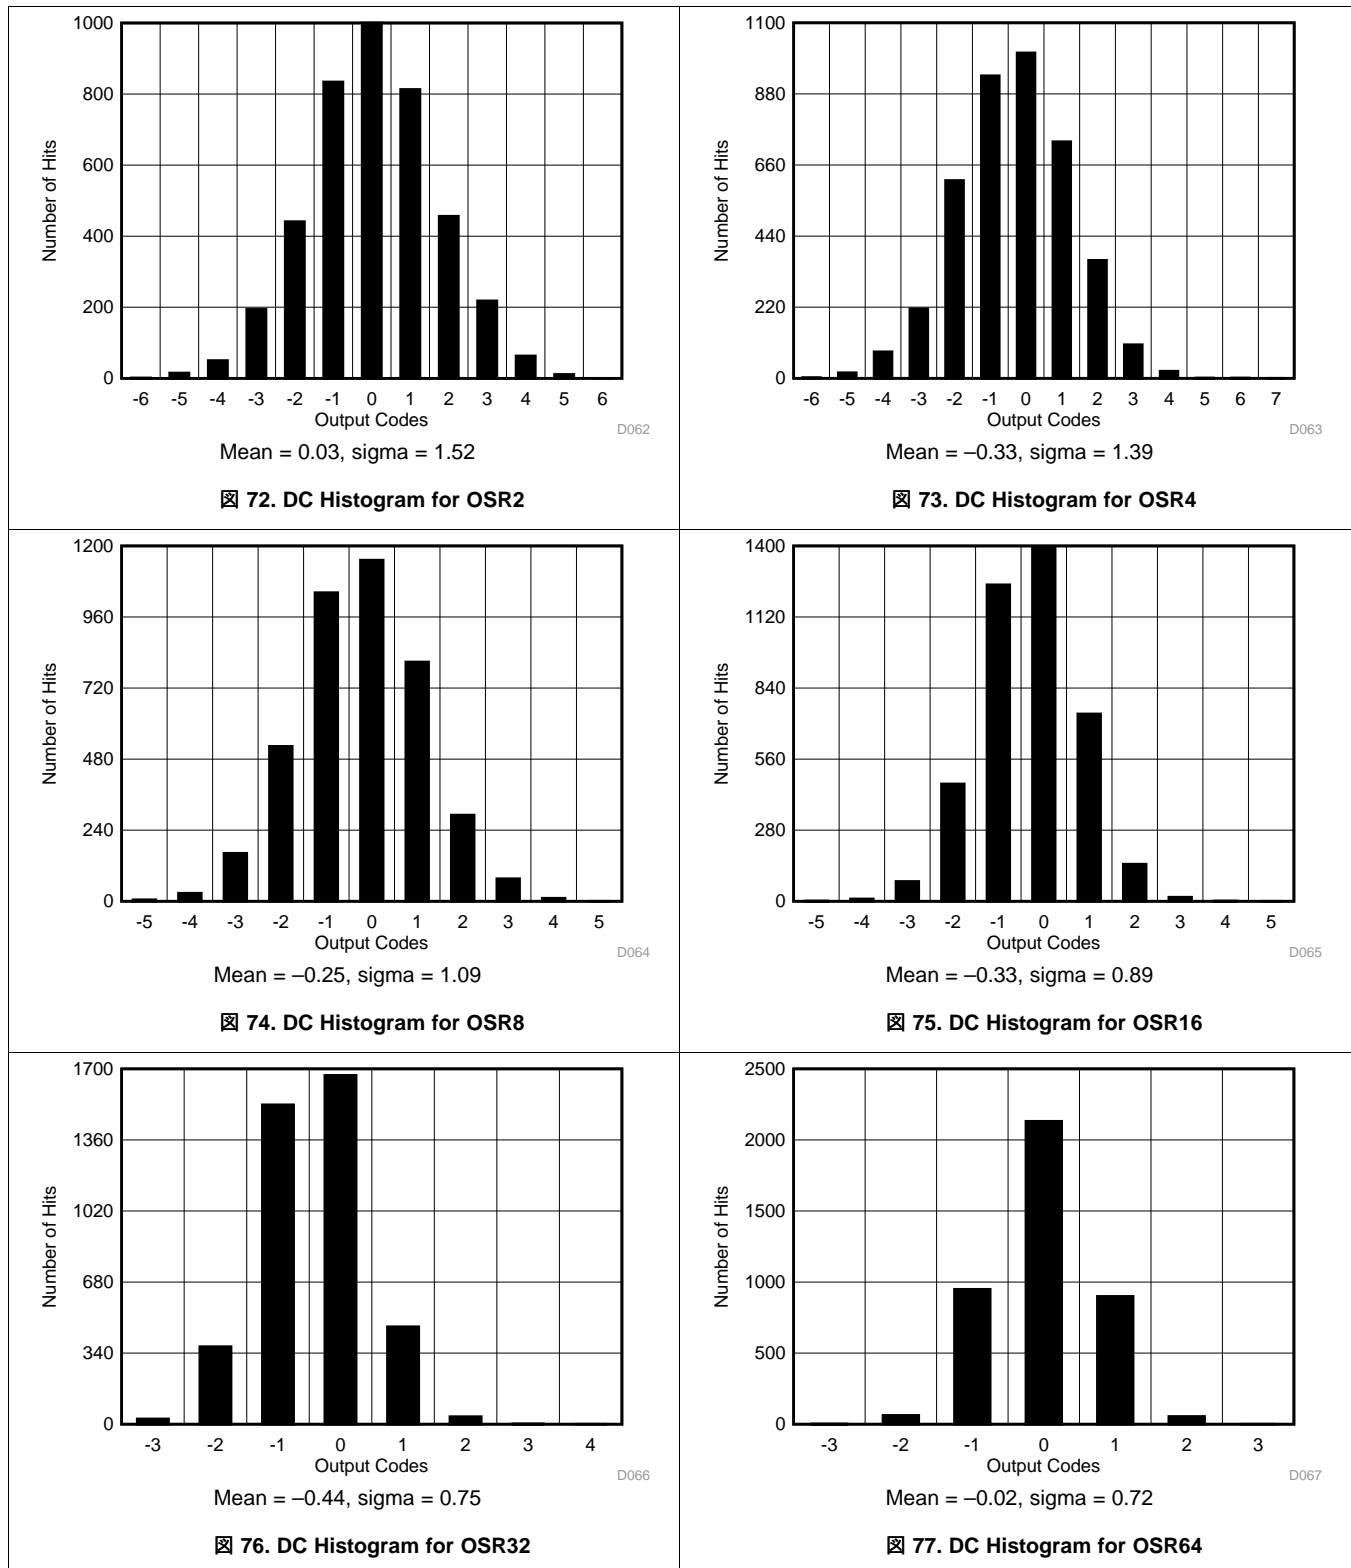 1000
800
600
400
200
0
Number of Hits
-6 -5 -4 -3 -2 -1 0 1 2 3 4 5 6
Output Codes
D062
Mean = 0.03, sigma = 1.52
図 72. DC Histogram for OSR2
1100
880
660
440
220
0
Number of Hits
-6 -5 -4 -3 -2 -1 0 1 2 3 4 5 6 7
Output Codes
D063
Mean = –0.33, sigma = 1.39
図 73. DC Histogram for OSR4
1200
960
720
480
240
0
Number of Hits
-5 -4 -3 -2 -1 0 1 2 3 4 5
Output Codes
D064
Mean = –0.25, sigma = 1.09
図 74. DC Histogram for OSR8
1400
1120
840
560
280
0
Number of Hits
-5 -4 -3 -2 -1 0 1 2 3 4 5
Output Codes
D065
Mean = –0.33, sigma = 0.89
図 75. DC Histogram for OSR16
1700
1360
1020
680
340
0
Number of Hits
-3 -2 -1 0 1 2 3 4
Output Codes
D066
Mean = –0.44, sigma = 0.75
図 76. DC Histogram for OSR32
2500
2000
1500
1000
500
0
Number of Hits
-3 -2 -1 0 1 2 3
Output Codes
D067
Mean = –0.02, sigma = 0.72
図 77. DC Histogram for OSR64